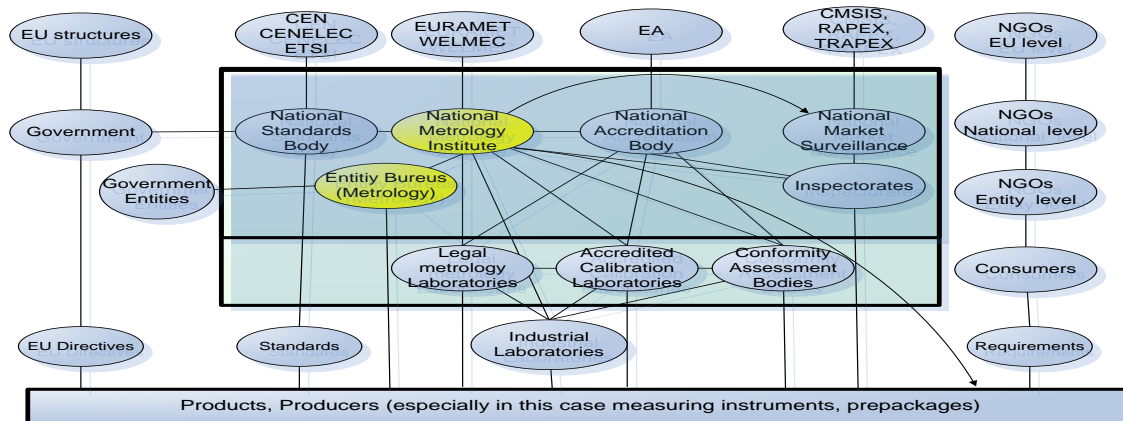 EU structures
CEN
CENELEC
ETSI
EURAMET
WELMEC
EA
CMSIS,
RAPEX,
TRAPEX
NGOs
EU level
Government
National
Standards
Body
National
Metrology
Institute
National
Accreditation
Body
National
Market
Surveillance
NGOs
National level
Government
Entities
Entitiy Bureus
(Metrology)
Inspectorates
NGOs
Entity level
Legal
metrology
Laboratories
Accredited
Calibration
Laboratories
Conformity
Assessment
Bodies
Consumers
EU Directives
Standards
Industrial
Laboratories
Requirements
Products, Producers (especially in this case measuring instruments, prepackages)